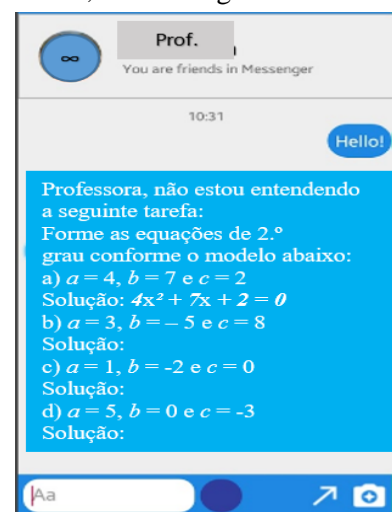 ∞
Prof.
You are friends in Messenger
10:31
Hello!
Professora, não estou entendendo
a seguinte tarefa:
Forme as equações de 2.º
grau conforme o modelo abaixo:
a) a = 4, b = 7 e c = 2
Solução: 4x² + 7x + 2 = 0
b) a = 3, b = – 5 e c = 8
Solução:
c) a = 1, b = -2 e c = 0
Solução:
d) a = 5, b = 0 e c = -3
Solução:
Aa